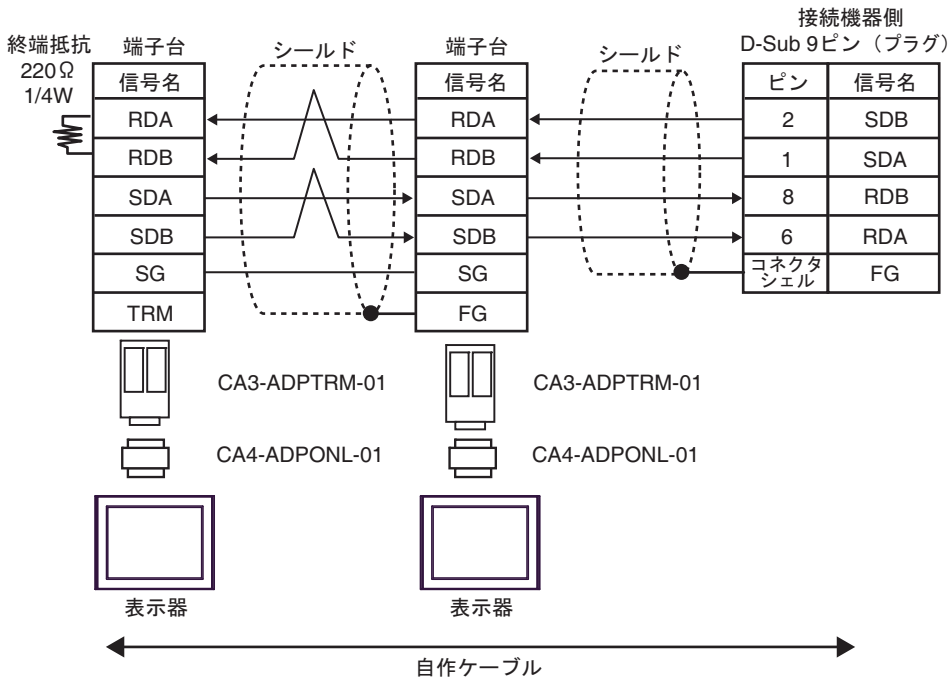 接続機器側
D-Sub 9ピン（プラグ）
終端抵抗
220Ω
1/4W
端子台
シールド
端子台
シールド
信号名
信号名
ピン
信号名
RDA
RDA
2
SDB
RDB
RDB
1
SDA
SDA
SDA
8
RDB
SDB
SDB
6
RDA
SG
SG
コネクタ
シェル
FG
TRM
FG
CA3-ADPTRM-01
CA3-ADPTRM-01
CA4-ADPONL-01
CA4-ADPONL-01
表示器
表示器
自作ケーブル